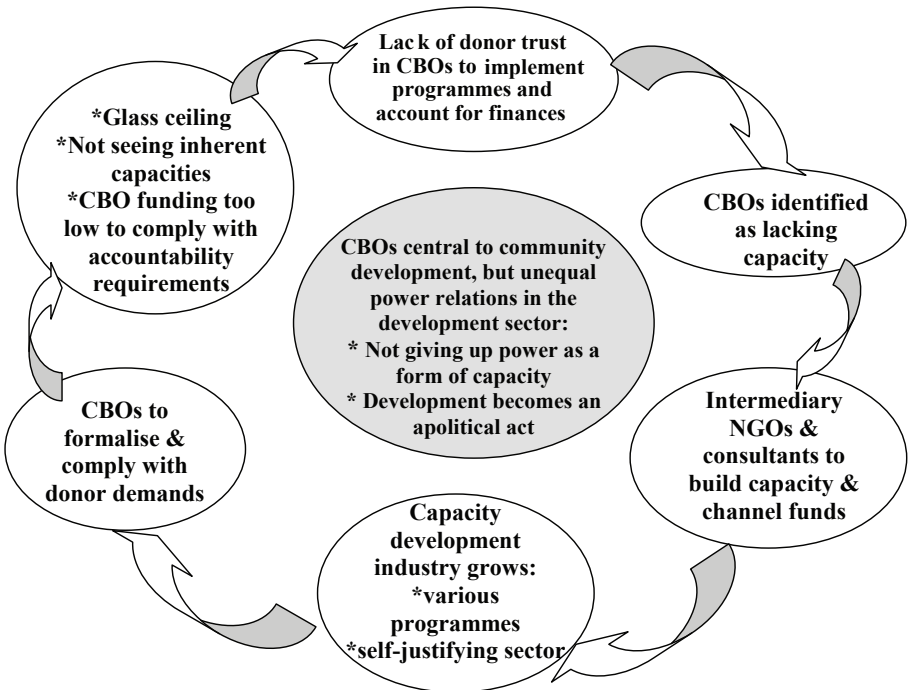 Lack of donor trust
in CBOs to implement
programmes and
account for finances
CBOs identified
as lacking
capacity
Intermediary
NGOs &
consultants to
build capacity &
channel funds
Capacity
development
industry grows:
*various
programmes
*self-justifying sector
CBOs to
formalise &
comply with
donor demands
*Glass ceiling
*Not seeing inherent
capacities
*CBO funding too
low to comply with
accountability
requirements
CBOs central to community
development, but unequal
power relations in the
development sector:
* Not giving up power as a
form of capacity
* Development becomes an
apolitical act